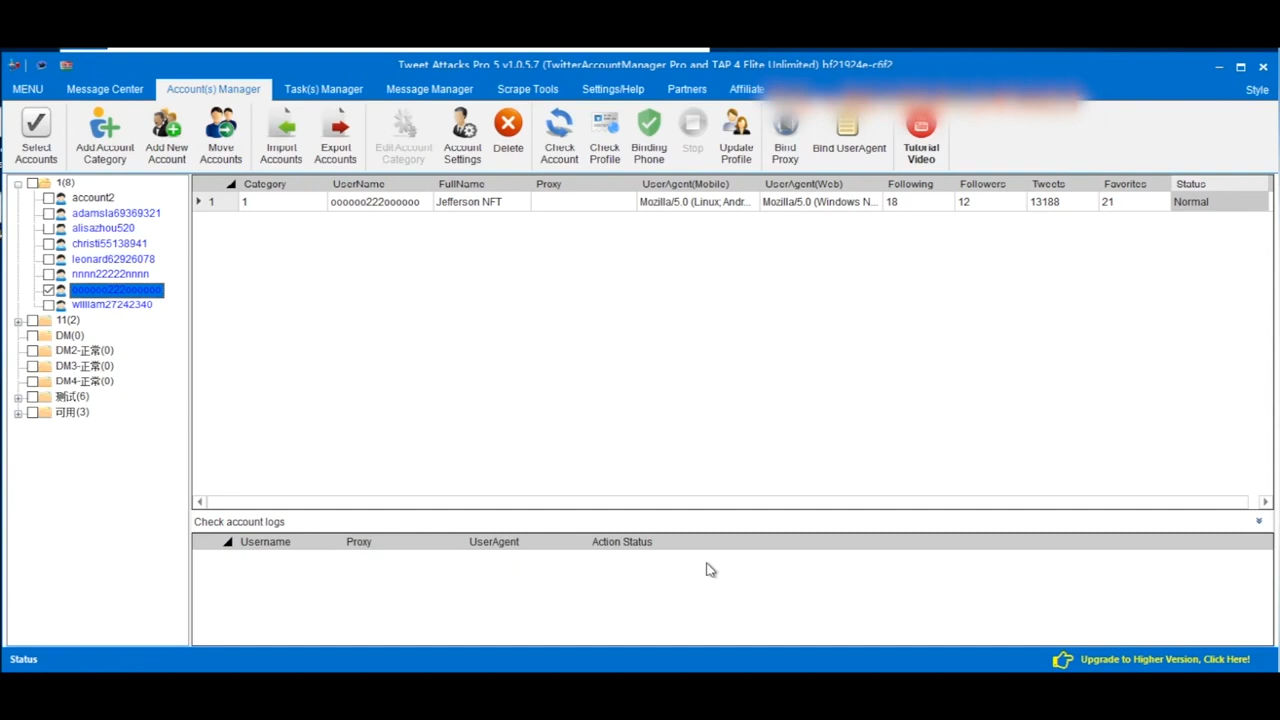 Tweet Attacks Pro 5 v1.0.5.7 (TwitterAccountManager Pro and TAP 4 Elite Unlimited) bf21924e-c6f2
MENU Message Center Account(s) Manager Task(s) Manager Message Manager Scrape Tools Settings/Help Partners Affiliate Style
Select Accounts
Add Account Category
Add New Account
Move Accounts
Import Accounts
Export Accounts
Edit Account Category
Account Settings
Delete
Check Account
Check Profile
Binding Phone
Stop
Update Profile
Bind Proxy
Bind UserAgent
Tutorial Video
1(8)
account2
adamsla69369321
alisazhou520
christi55138941
leonard62926078
nnnn22222nnnn
oooooo222oooooo
william27242340
11(2)
DM(0)
DM2-正常(0)
DM3-正常(0)
DM4-正常(0)
测试(6)
可用(3)
Category UserName FullName Proxy UserAgent(Mobile) UserAgent(Web) Following Followers Tweets Favorites Status
1 1 oooooo222oooooo Jefferson NFT Mozilla/5.0 (Linux; Andr... Mozilla/5.0 (Windows N... 18 12 13188 21 Normal
Check account logs
Username Proxy UserAgent Action Status
Status
Upgrade to Higher Version, Click Here!